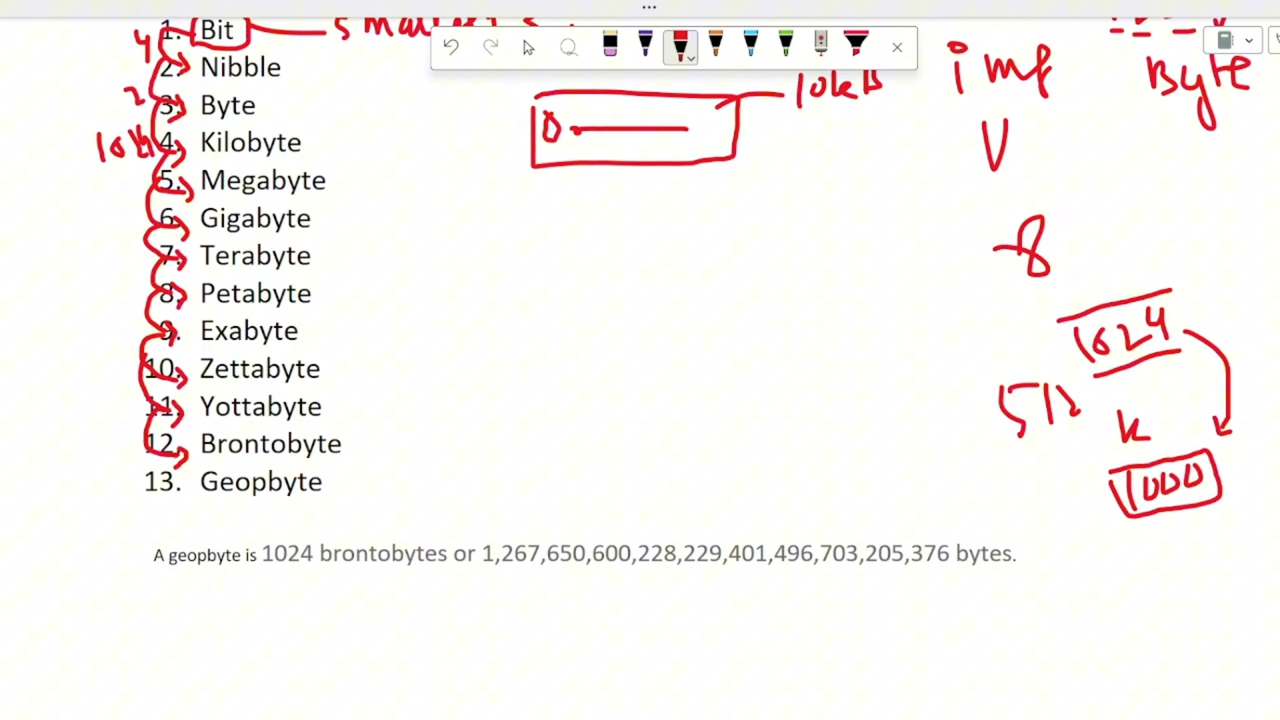 1. Bit
4
2. Nibble
2
3. Byte
4. Kilobyte
5. Megabyte
6. Gigabyte
7. Terabyte
8. Petabyte
9. Exabyte
10. Zettabyte
11. Yottabyte
12. Brontobyte
13. Geopbyte
A geopbyte is 1024 brontobytes or 1,267,650,600,228,229,401,496,703,205,376 bytes.
imp
Byte
V
8
1024
512
k
1000